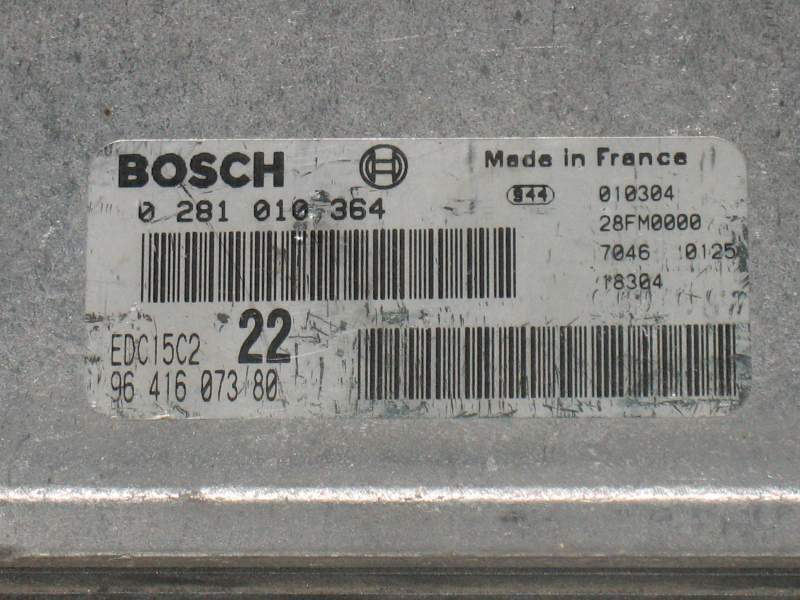 BOSCH
0 281 010 364
Made in France
944
010304
28FM0000
7046 0125
18304
EDC15C2 22
96 416 073 80